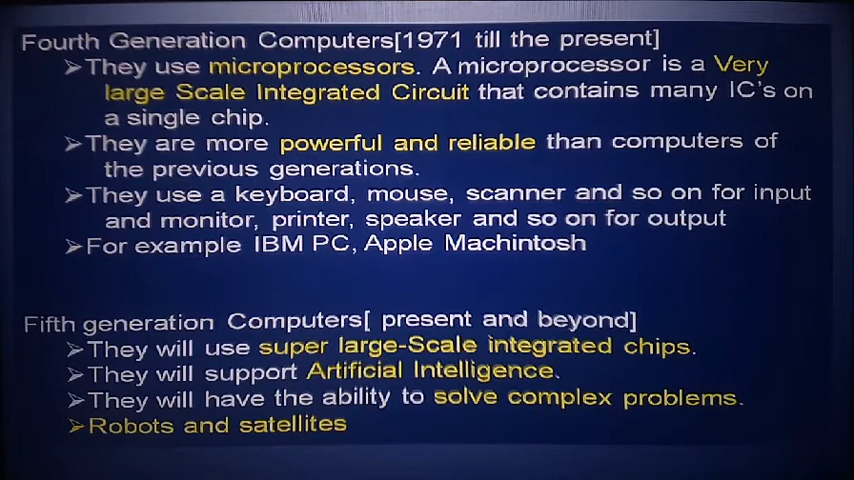 Fourth Generation Computers[1971 till the present]
➢They use microprocessors. A microprocessor is a Very
large Scale Integrated Circuit that contains many IC's on
a single chip.
➢They are more powerful and reliable than computers of
the previous generations.
➢They use a keyboard, mouse, scanner and so on for input
and monitor, printer, speaker and so on for output
➢For example IBM PC, Apple Machintosh
Fifth generation Computers[ present and beyond]
➢They will use super large-Scale integrated chips.
➢They will support Artificial Intelligence.
➢They will have the ability to solve complex problems.
➢Robots and satellites